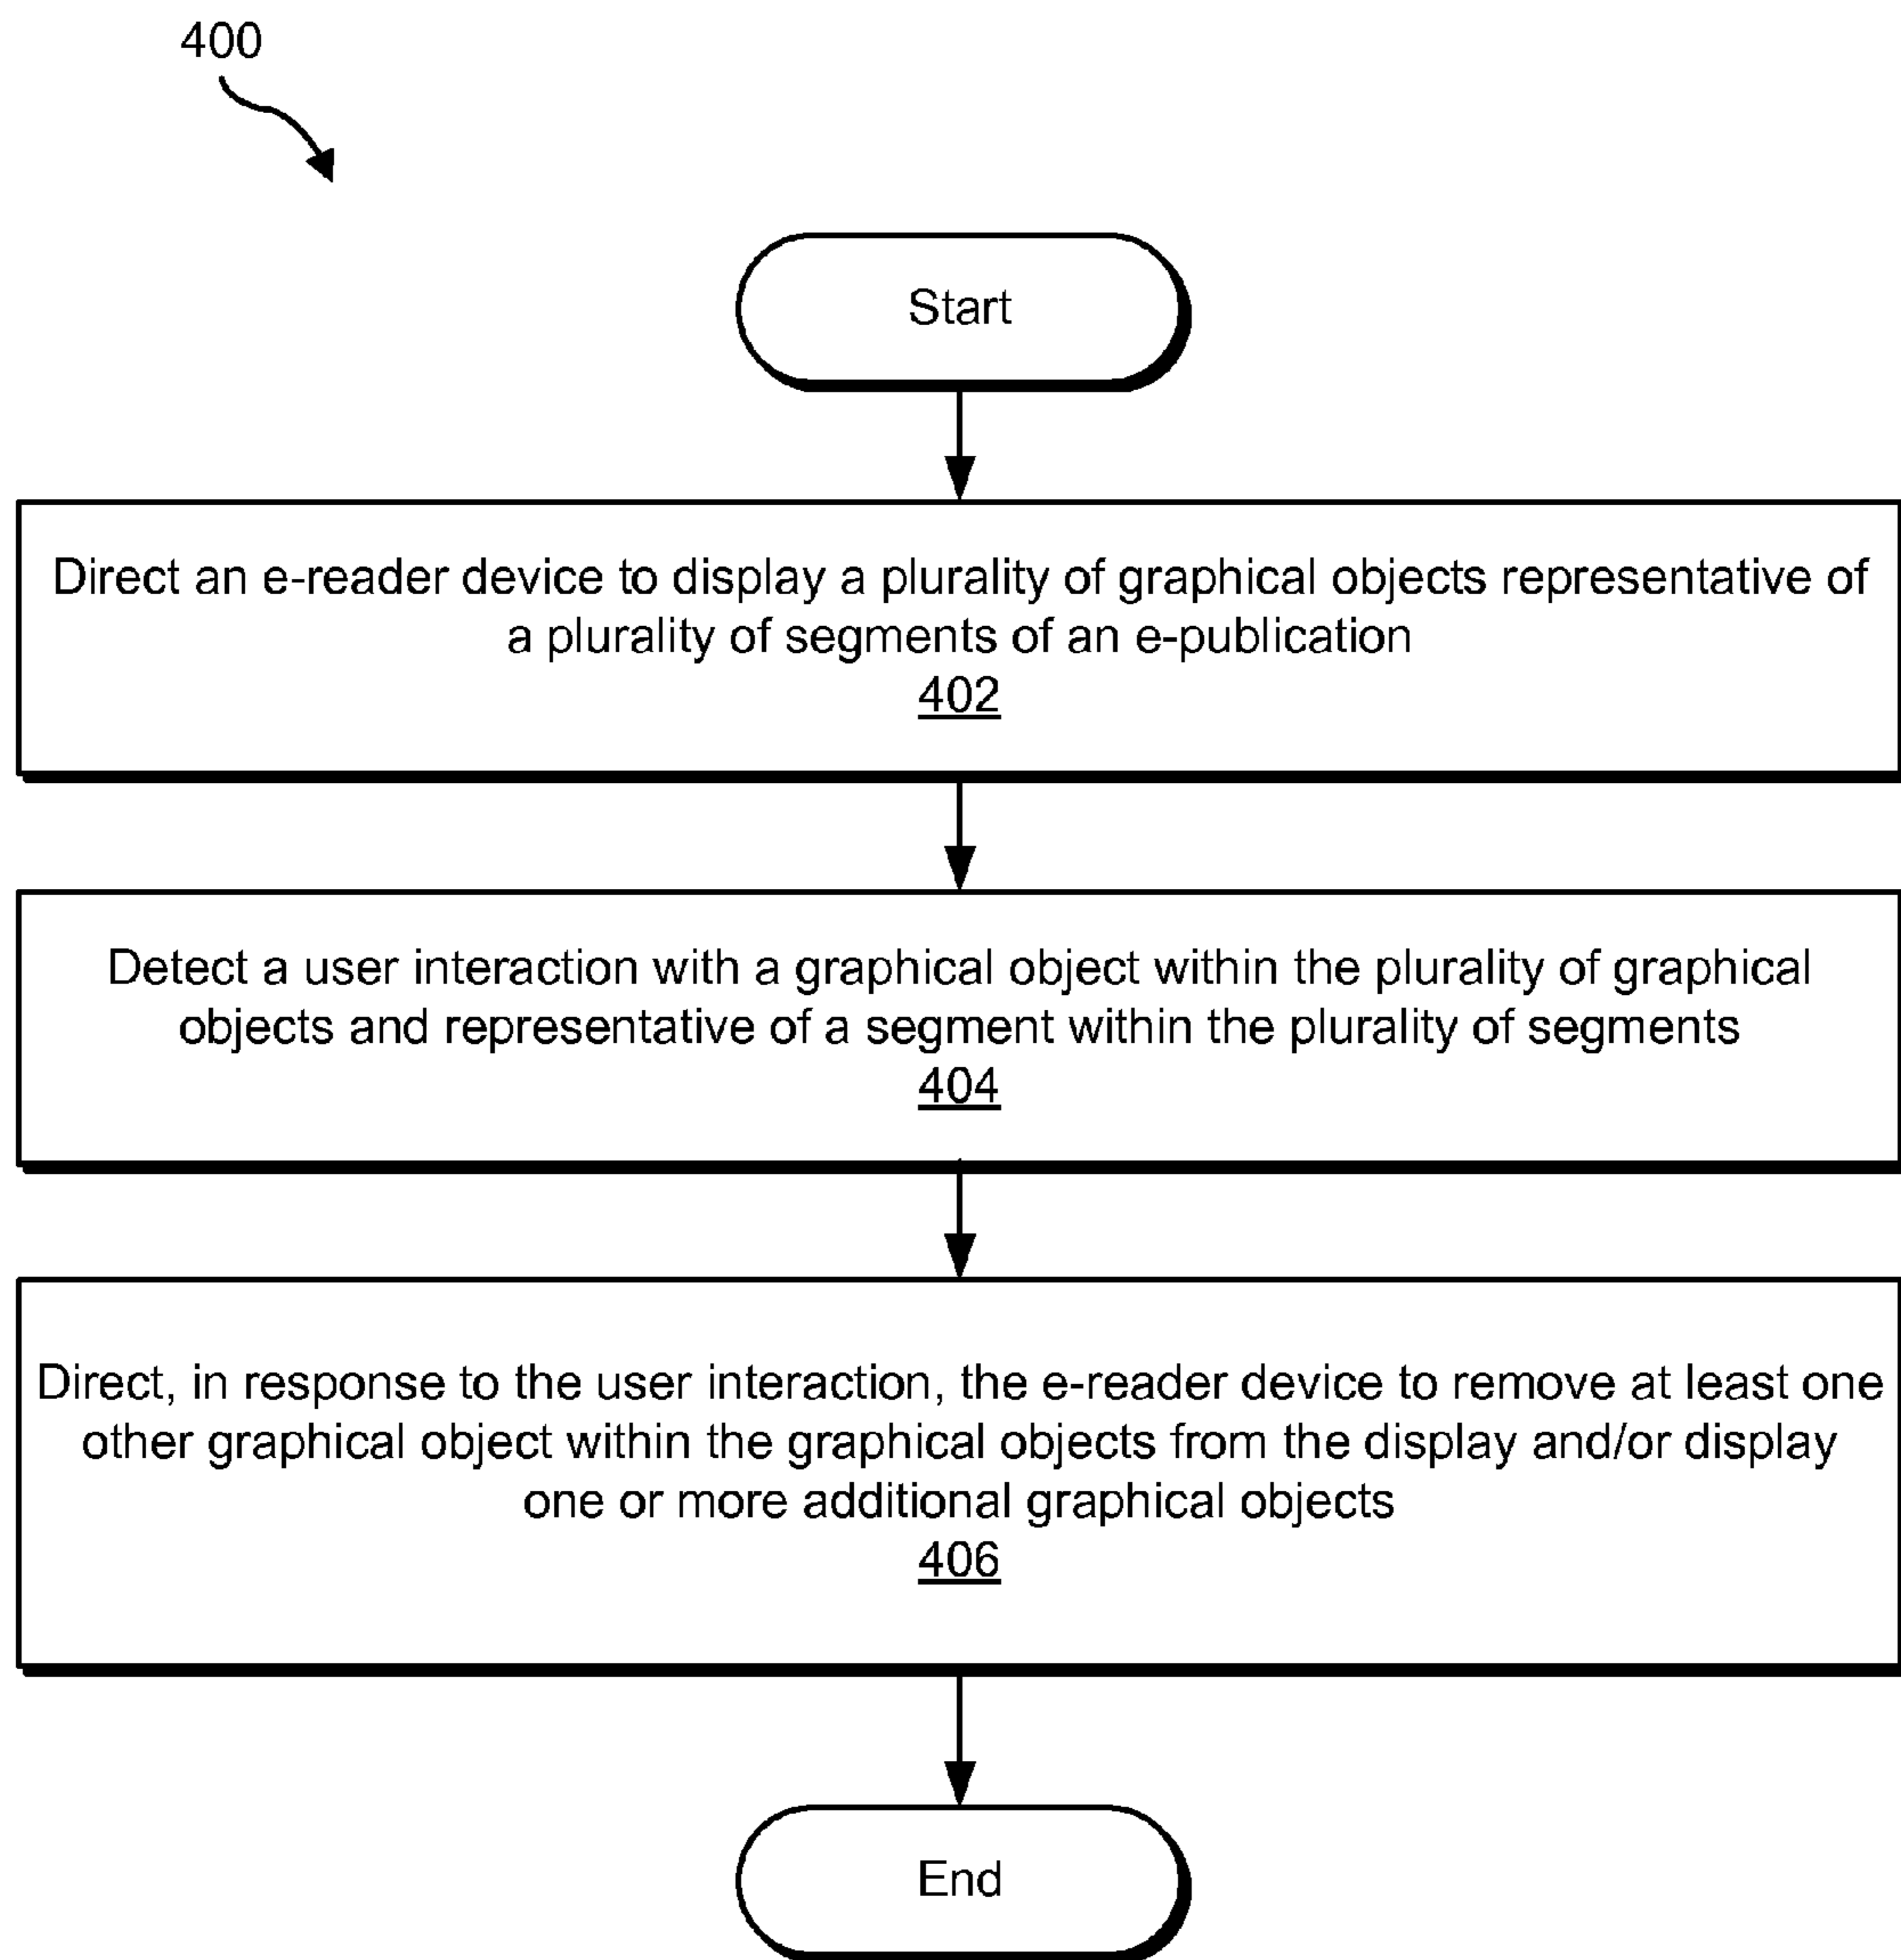 400
Start
Direct an e-reader device to display a plurality of graphical objects representative of
a plurality of segments of an e-publication
402
Detect a user interaction with a graphical object within the plurality of graphical
objects and representative of a segment within the plurality of segments
404
Direct, in response to the user interaction, the e-reader device to remove at least one
other graphical object within the graphical objects from the display and/or display
one or more additional graphical objects
406
End